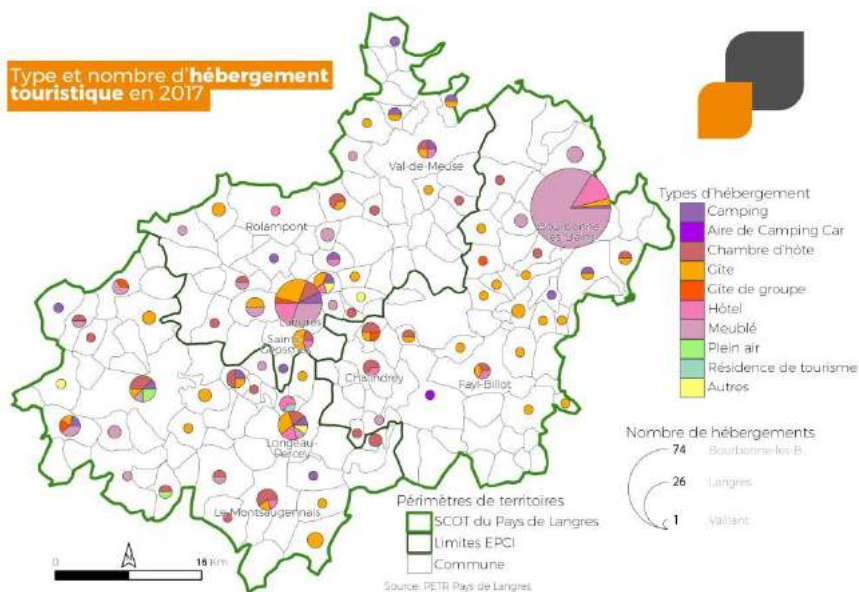 Type et nombre d'hébergement
touristique en 2017
Val-de-Meuse
Rolampont
Bourbonne-
les-Bains
Langres
Saints-
Geosmes
Chalindrey
Fayl-Billot
Longeau-
Percey
Le Montsaugeonnais
Types d'hébergement
Camping
Aire de Camping Car
Chambre d'hôte
Gîte
Gîte de groupe
Hôtel
Meublé
Plein air
Résidence de tourisme
Autres
Nombre de hébergements
74 Bourbonne-les-B
26 Langres
1 Vaillant
Périmètres de territoires
SCOT du Pays de Langres
Limites EPCI
Commune
0 16 Km
Source: PETR Pays de Langres